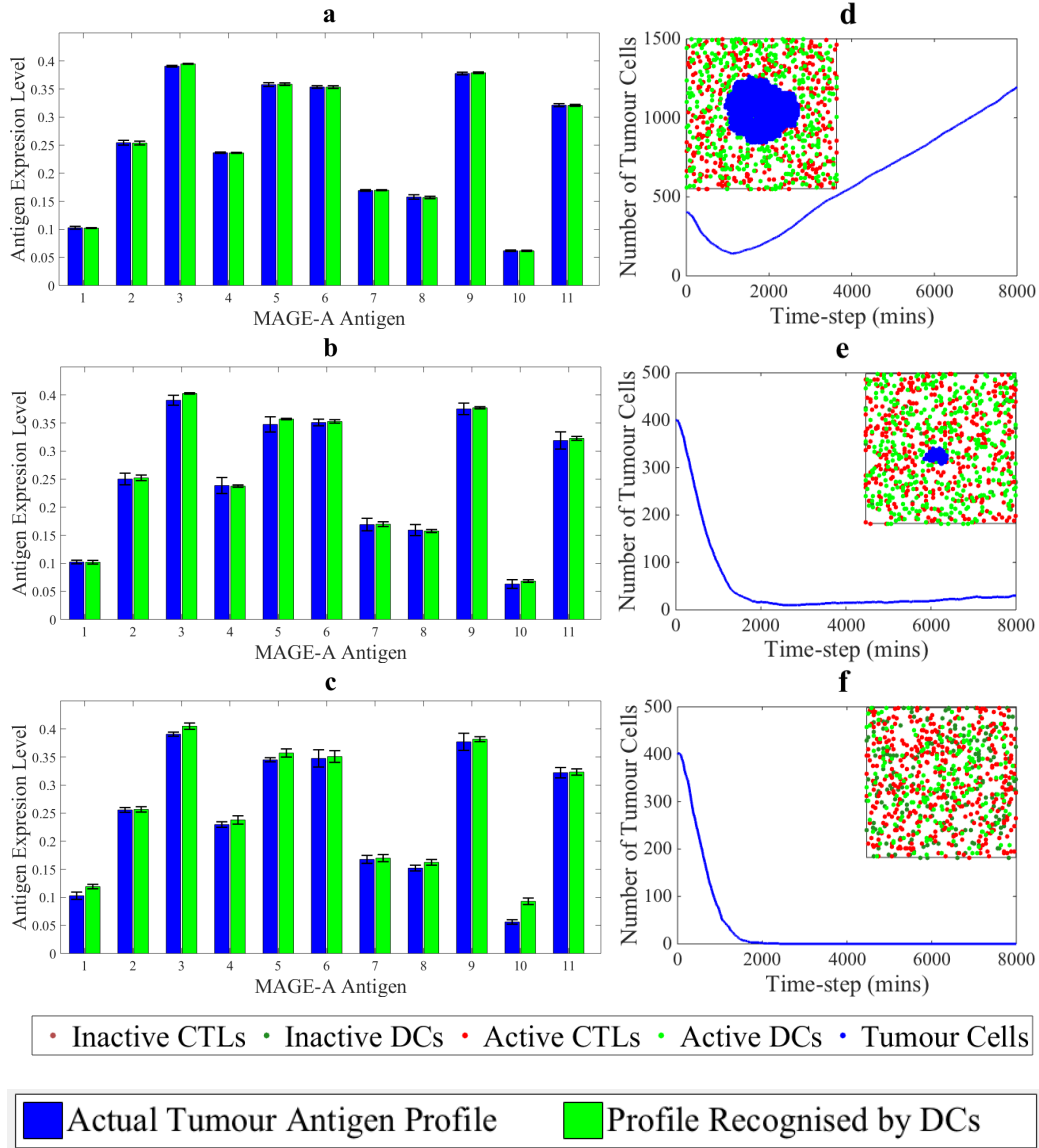 a
Antigen Expression Level
0.4
0.35
0.3
0.25
0.2
0.15
0.1
0.05
0
1 2 3 4 5 6 7 8 9 10 11
MAGE-A Antigen
d
Number of Tumour Cells
1500
1000
500
0
0 2000 4000 6000 8000
Time-step (mins)
b
Antigen Expression Level
0.4
0.35
0.3
0.25
0.2
0.15
0.1
0.05
0
1 2 3 4 5 6 7 8 9 10 11
MAGE-A Antigen
e
Number of Tumour Cells
500
400
300
200
100
0
0 2000 4000 6000 8000
Time-step (mins)
c
Antigen Expression Level
0.4
0.35
0.3
0.25
0.2
0.15
0.1
0.05
0
1 2 3 4 5 6 7 8 9 10 11
MAGE-A Antigen
f
Number of Tumour Cells
500
400
300
200
100
0
0 2000 4000 6000 8000
Time-step (mins)
Inactive CTLs Inactive DCs Active CTLs Active DCs Tumour Cells
Actual Tumour Antigen Profile Profile Recognised by DCs